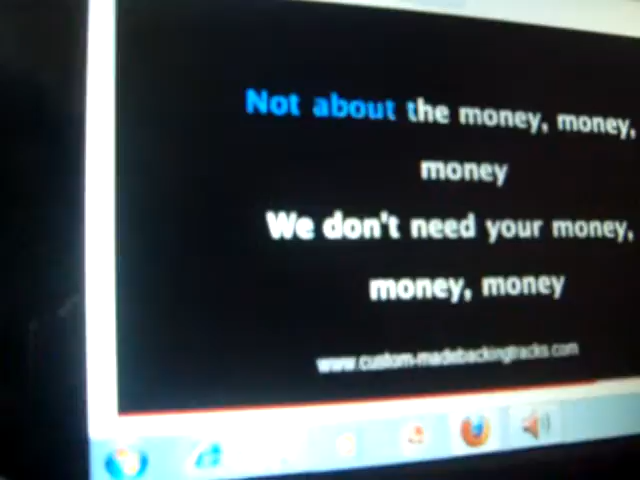 Not about the money, money,
money
We don't need your money,
money, money
www.custom-madebackingtracks.com